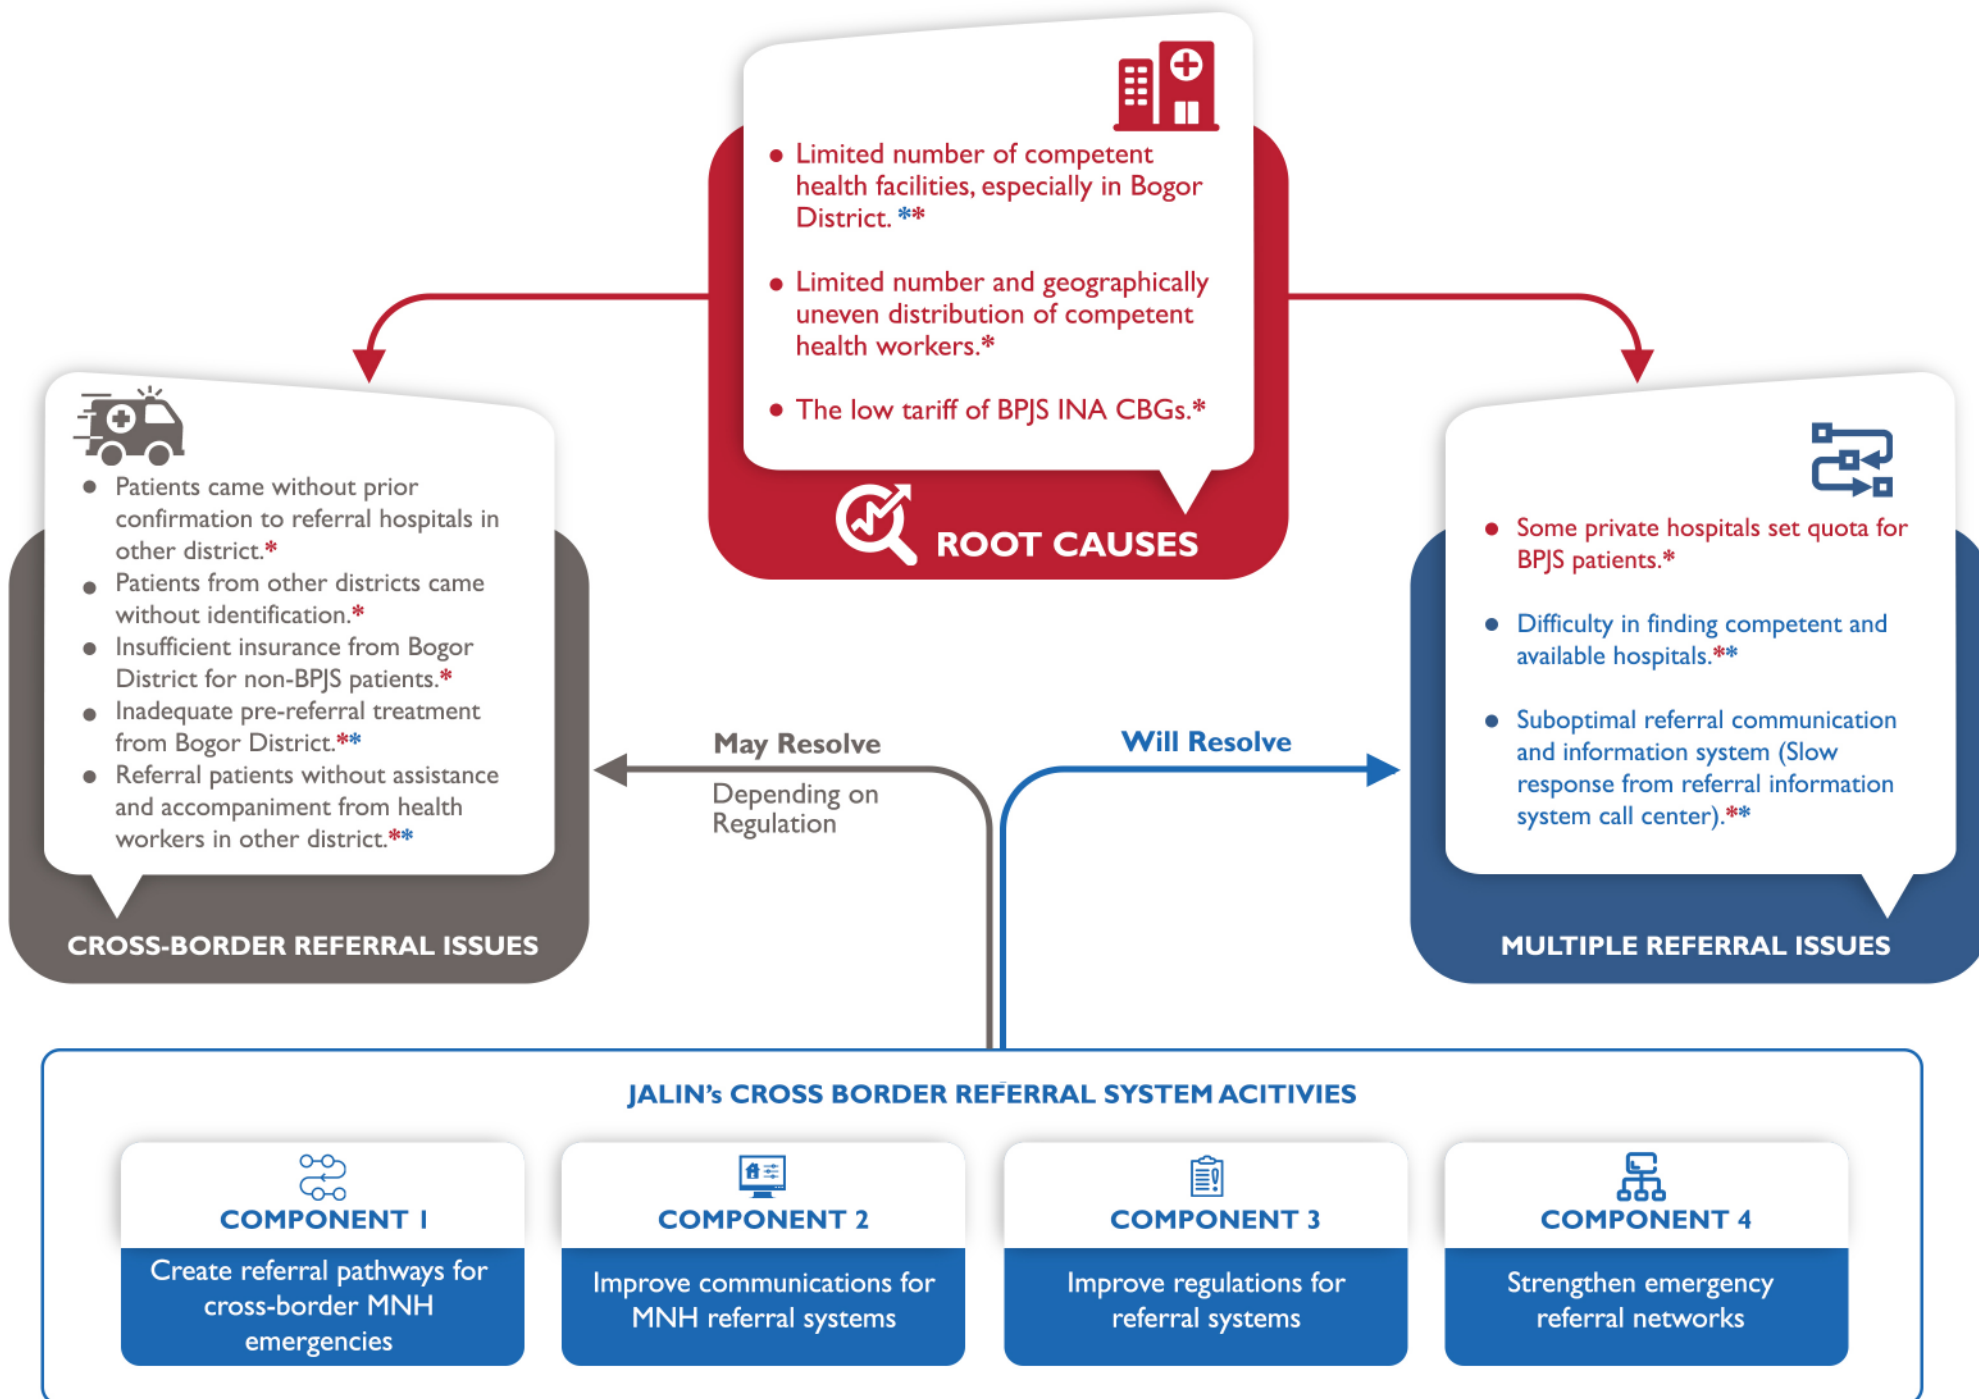 • Limited number of competent
health facilities, especially in Bogor
District. **
• Limited number and geographically
uneven distribution of competent
health workers.*
• The low tariff of BPJS INA CBGs.*
ROOT CAUSES
• Patients came without prior
confirmation to referral hospitals in
other district.*
• Patients from other districts came
without identification.*
• Insufficient insurance from Bogor
District for non-BPJS patients.*
• Inadequate pre-referral treatment
from Bogor District.**
• Referral patients without assistance
and accompaniment from health
workers in other district.**
CROSS-BORDER REFERRAL ISSUES
• Some private hospitals set quota for
BPJS patients.*
• Difficulty in finding competent and
available hospitals.**
• Suboptimal referral communication
and information system (Slow
response from referral information
system call center).**
MULTIPLE REFERRAL ISSUES
May Resolve
Depending on
Regulation
Will Resolve
JALIN's CROSS BORDER REFERRAL SYSTEM ACITIVIES
COMPONENT 1
Create referral pathways for
cross-border MNH
emergencies
COMPONENT 2
Improve communications for
MNH referral systems
COMPONENT 3
Improve regulations for
referral systems
COMPONENT 4
Strengthen emergency
referral networks